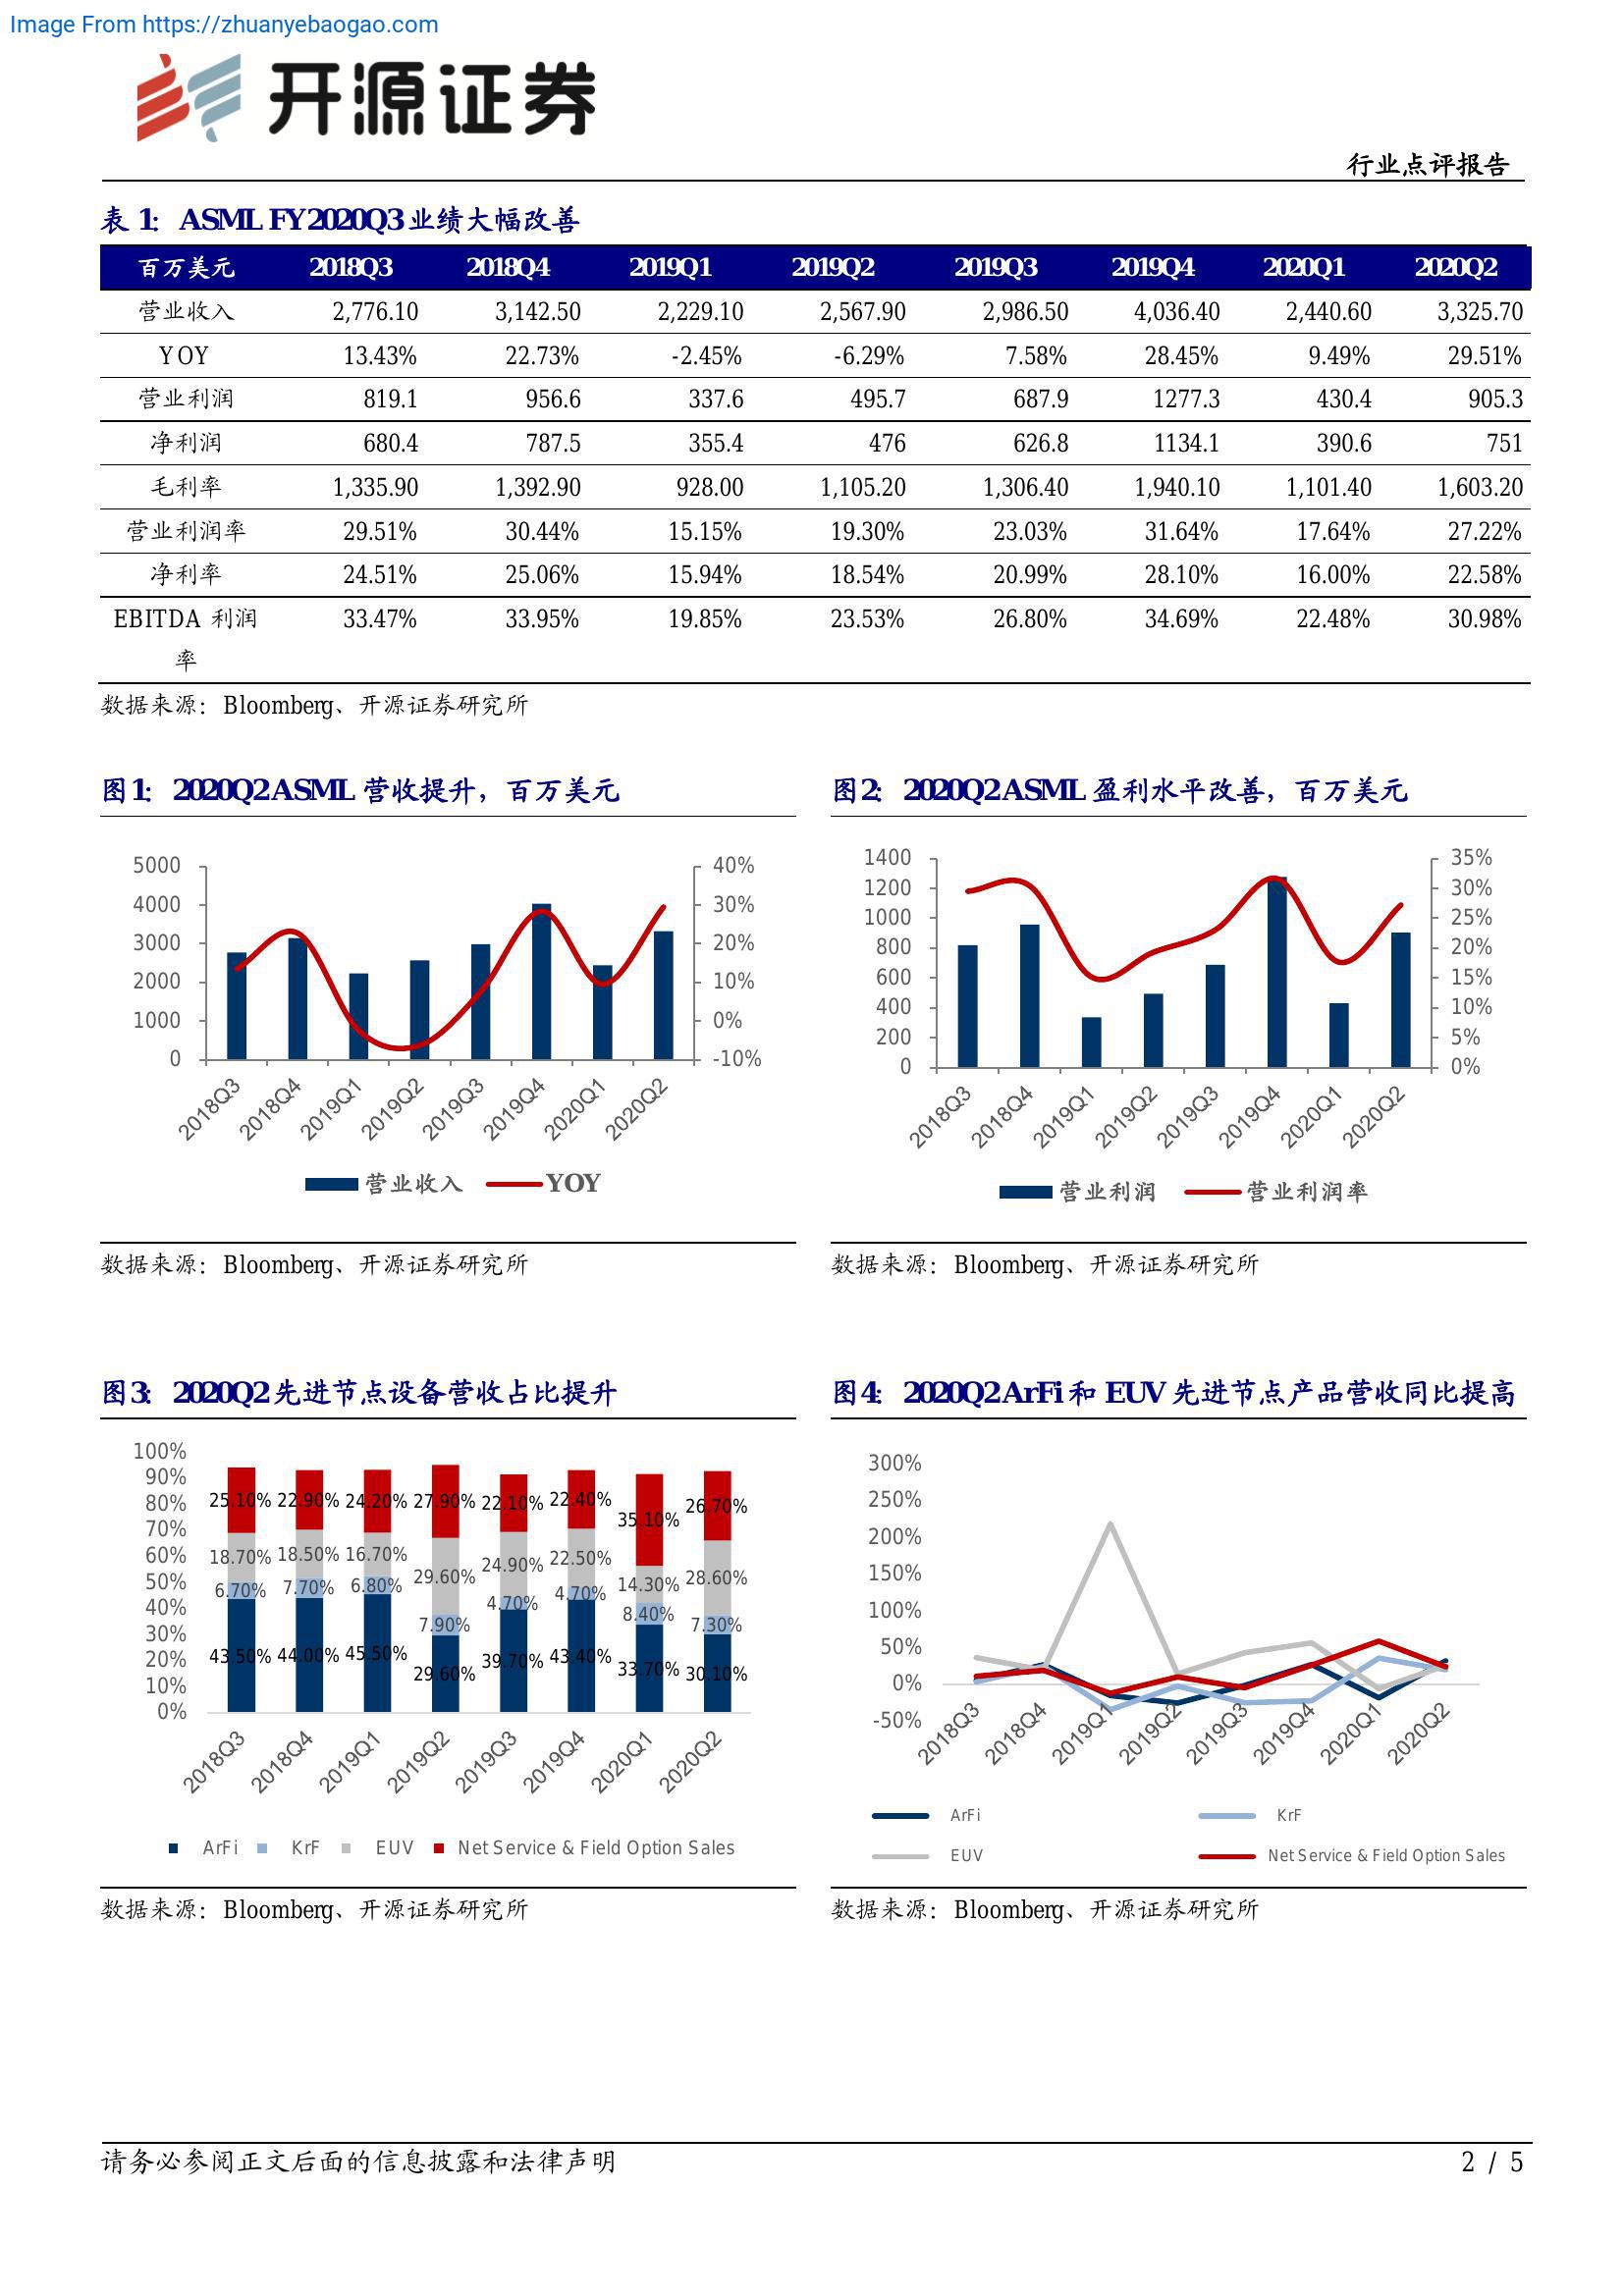 Image From https://zhuanyebaogao.com
开源证券
行业点评报告
表 1: ASML FY2020Q3 业绩大幅改善
百万美元 2018Q3 2018Q4 2019Q1 2019Q2 2019Q3 2019Q4 2020Q1 2020Q2
营业收入 2,776.10 3,142.50 2,229.10 2,567.90 2,986.50 4,036.40 2,440.60 3,325.70
YOY 13.43% 22.73% -2.45% -6.29% 7.58% 28.45% 9.49% 29.51%
营业利润 819.1 956.6 337.6 495.7 687.9 1277.3 430.4 905.3
净利润 680.4 787.5 355.4 476 626.8 1134.1 390.6 751
毛利率 1,335.90 1,392.90 928.00 1,105.20 1,306.40 1,940.10 1,101.40 1,603.20
营业利润率 29.51% 30.44% 15.15% 19.30% 23.03% 31.64% 17.64% 27.22%
净利率 24.51% 25.06% 15.94% 18.54% 20.99% 28.10% 16.00% 22.58%
EBITDA 利润 33.47% 33.95% 19.85% 23.53% 26.80% 34.69% 22.48% 30.98%
率
数据来源：Bloomberg、开源证券研究所
图1: 2020Q2 ASML 营收提升，百万美元
5000
4000
3000
2000
1000
0
40%
30%
20%
10%
0%
-10%
2018Q3 2018Q4 2019Q1 2019Q2 2019Q3 2019Q4 2020Q1 2020Q2
营业收入 YOY
数据来源：Bloomberg、开源证券研究所
图2: 2020Q2 ASML 盈利水平改善，百万美元
1400
1200
1000
800
600
400
200
0
35%
30%
25%
20%
15%
10%
5%
0%
2018Q3 2018Q4 2019Q1 2019Q2 2019Q3 2019Q4 2020Q1 2020Q2
营业利润 营业利润率
数据来源：Bloomberg、开源证券研究所
图3: 2020Q2 先进节点设备营收占比提升
100%
90%
80%
70%
60%
50%
40%
30%
20%
10%
0%
25.10% 22.90% 24.20% 27.90% 22.10% 22.40% 35.10% 26.70%
18.70% 18.50% 16.70% 29.60% 24.90% 22.50% 14.30% 28.60%
6.70% 7.70% 6.80% 7.90% 4.70% 4.70% 8.40% 7.30%
43.50% 44.00% 45.50% 29.60% 39.70% 43.40% 33.70% 30.10%
2018Q3 2018Q4 2019Q1 2019Q2 2019Q3 2019Q4 2020Q1 2020Q2
ArFi KrF EUV Net Service & Field Option Sales
数据来源：Bloomberg、开源证券研究所
图4: 2020Q2 ArFi 和 EUV 先进节点产品营收同比提高
300%
250%
200%
150%
100%
50%
0%
-50%
2018Q3 2018Q4 2019Q1 2019Q2 2019Q3 2019Q4 2020Q1 2020Q2
ArFi KrF
EUV Net Service & Field Option Sales
数据来源：Bloomberg、开源证券研究所
请务必参阅正文后面的信息披露和法律声明 2 / 5